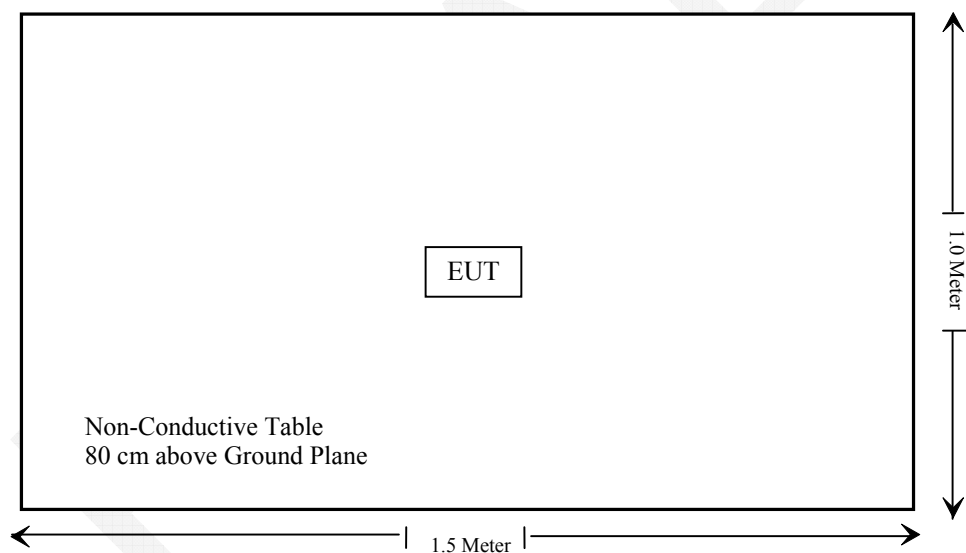 EUT
1.0 Meter
Non-Conductive Table
80 cm above Ground Plane
1.5 Meter